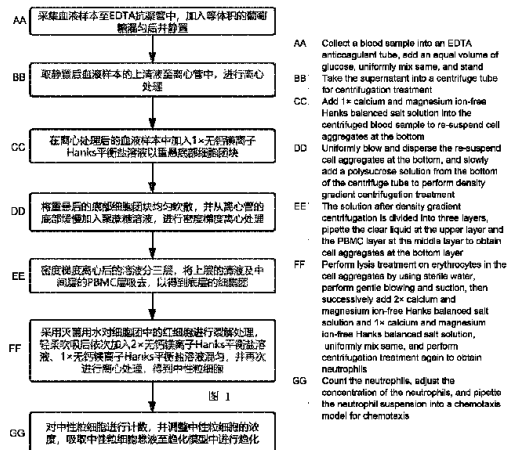 AA
采集血液样本至EDTA抗凝管中，加入等体积的葡萄
糖混匀后并静置
BB
取静置后血液样本的上清液至离心管中，进行离心
处理
CC
在离心处理后的血液样本中加入1×无钙镁离子
Hanks平衡盐溶液以重悬底部细胞团块
DD
将重悬后的底部细胞团块均匀吹散，并从离心管的
底部缓慢加入聚蔗糖溶液，进行密度梯度离心处理
EE
密度梯度离心后的溶液分三层，将上层的清液及中
间层的PBMC层吸去，以得到底层的细胞团
FF
采用灭菌用水对细胞团中的红细胞进行裂解处理，
轻柔吹吸后依次加入2×无钙镁离子Hanks平衡盐溶
液、1×无钙镁离子Hanks平衡盐溶液混匀，并再次
进行离心处理，得到中性粒细胞
图 1
GG
对中性粒细胞进行计数，并调整中性粒细胞的浓
度，吸取中性粒细胞悬液至趋化模型中进行趋化
AA Collect a blood sample into an EDTA
anticoagulant tube, add an equal volume of
glucose, uniformly mix same, and stand
BB Take the supernatant into a centrifuge tube
for centrifugation treatment
CC Add 1× calcium and magnesium ion-free
Hanks balanced salt solution into the
centrifuged blood sample to re-suspend cell
aggregates at the bottom
DD Uniformly blow and disperse the re-suspend
cell aggregates at the bottom, and slowly
add a polysucrose solution from the bottom
of the centrifuge tube to perform density
gradient centrifugation treatment
EE The solution after density gradient
centrifugation is divided into three layers,
pipette the clear liquid at the upper layer and
the PBMC layer at the middle layer to obtain
cell aggregates at the bottom layer
FF Perform lysis treatment on erythrocytes in the
cell aggregates by using sterile water,
perform gentle blowing and suction, then
successively add 2× calcium and
magnesium ion-free Hanks balanced salt
solution and 1× calcium and magnesium
ion-free Hanks balanced salt solution,
uniformly mix same, and perform
centrifugation treatment again to obtain
neutrophils
GG Count the neutrophils, adjust the
concentration of the neutrophils, and pipette
the neutrophil suspension into a chemotaxis
model for chemotaxis